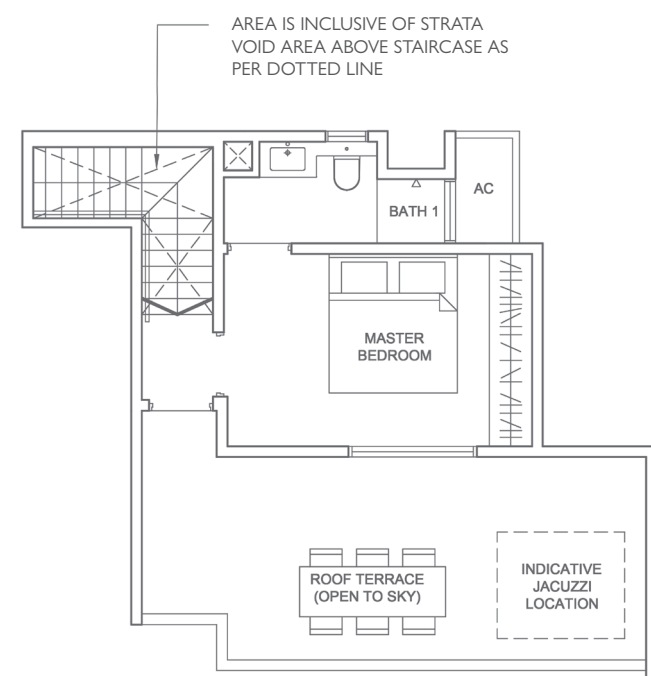 AREA IS INCLUSIVE OF STRATA
VOID AREA ABOVE STAIRCASE AS
PER DOTTED LINE
AC
BATH 1
MASTER
BEDROOM
ROOF TERRACE
(OPEN TO SKY)
INDICATIVE
JACUZZI
LOCATION